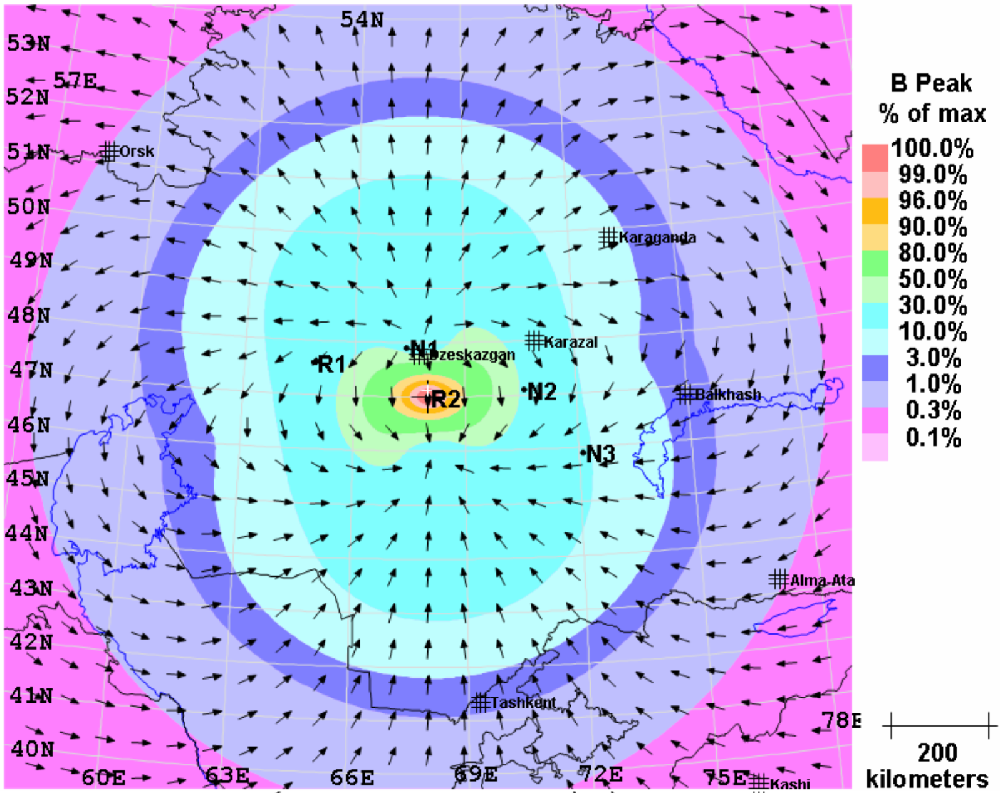 54N
53N
57E
52N
Orsk
51N
50N
Karaganda
49N
48N
N1
Karazal
Dzeskazgan
R1
47N
N2
R2
Balkhash
46N
N3
45N
44N
43N
Alma-Ata
42N
41N
Tashkent
78E
40N
60E
63E
66E
69E
72E
75E
Kashi
B Peak
% of max
100.0%
99.0%
96.0%
90.0%
80.0%
50.0%
30.0%
10.0%
3.0%
1.0%
0.3%
0.1%
200
kilometers